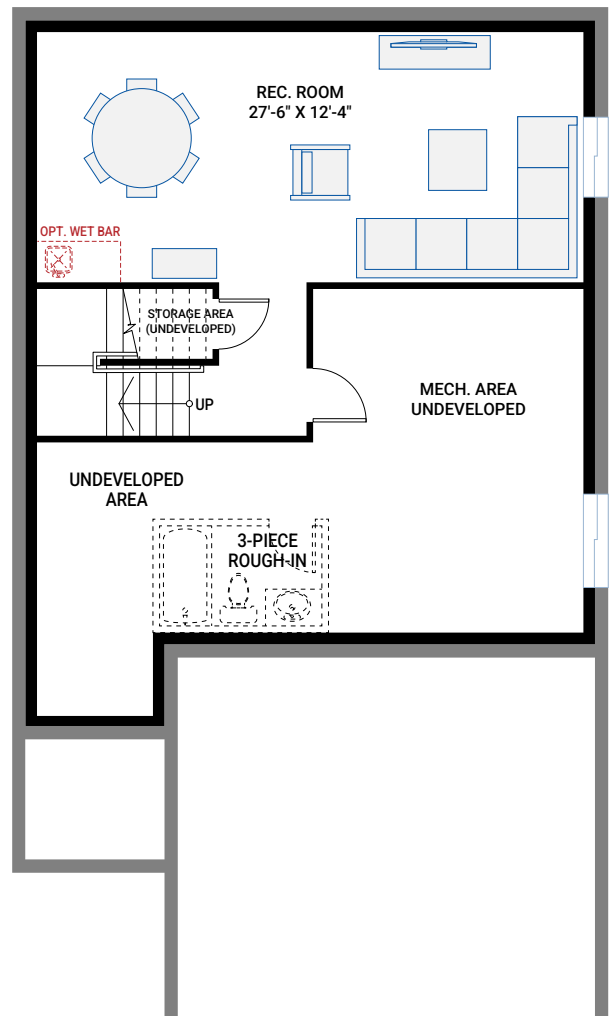 REC. ROOM
27'-6" X 12'-4"
OPT. WET BAR
STORAGE AREA
(UNDEVELOPED)
MECH. AREA
UNDEVELOPED
UP
UNDEVELOPED
AREA
3-PIECE
ROUGH-IN